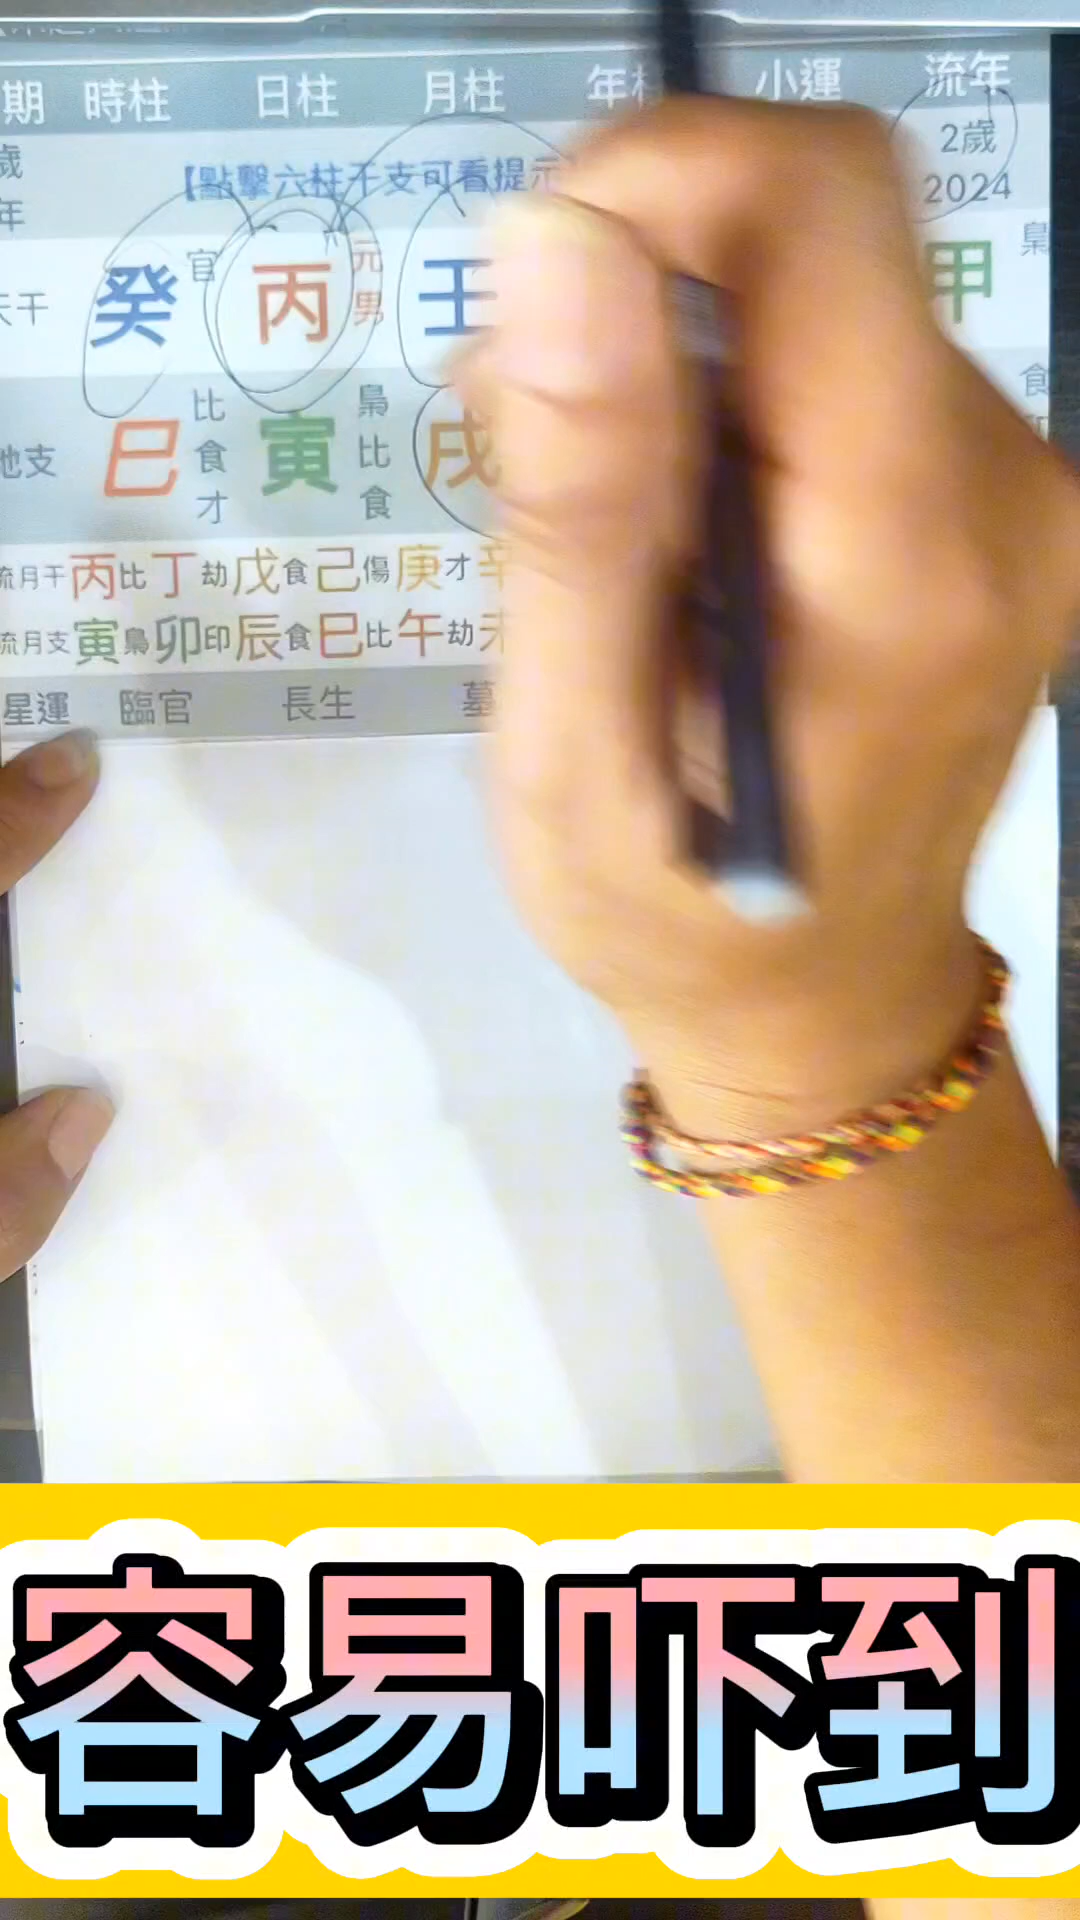 期 時柱 日柱 月柱 年柱 小運 流年
歲 2歲
【點擊六柱干支可看提示
年 2024
天干 癸 官 丙 元男 壬 甲 梟
地支 巳 比食才 寅 梟比食 戌 食
流月干 丙 比 丁 劫 戊 食 己 傷 庚 才 辛
流月支 寅 梟 卯 印 辰 食 巳 比 午 劫 未
星運 臨官 長生 墓
容易吓到